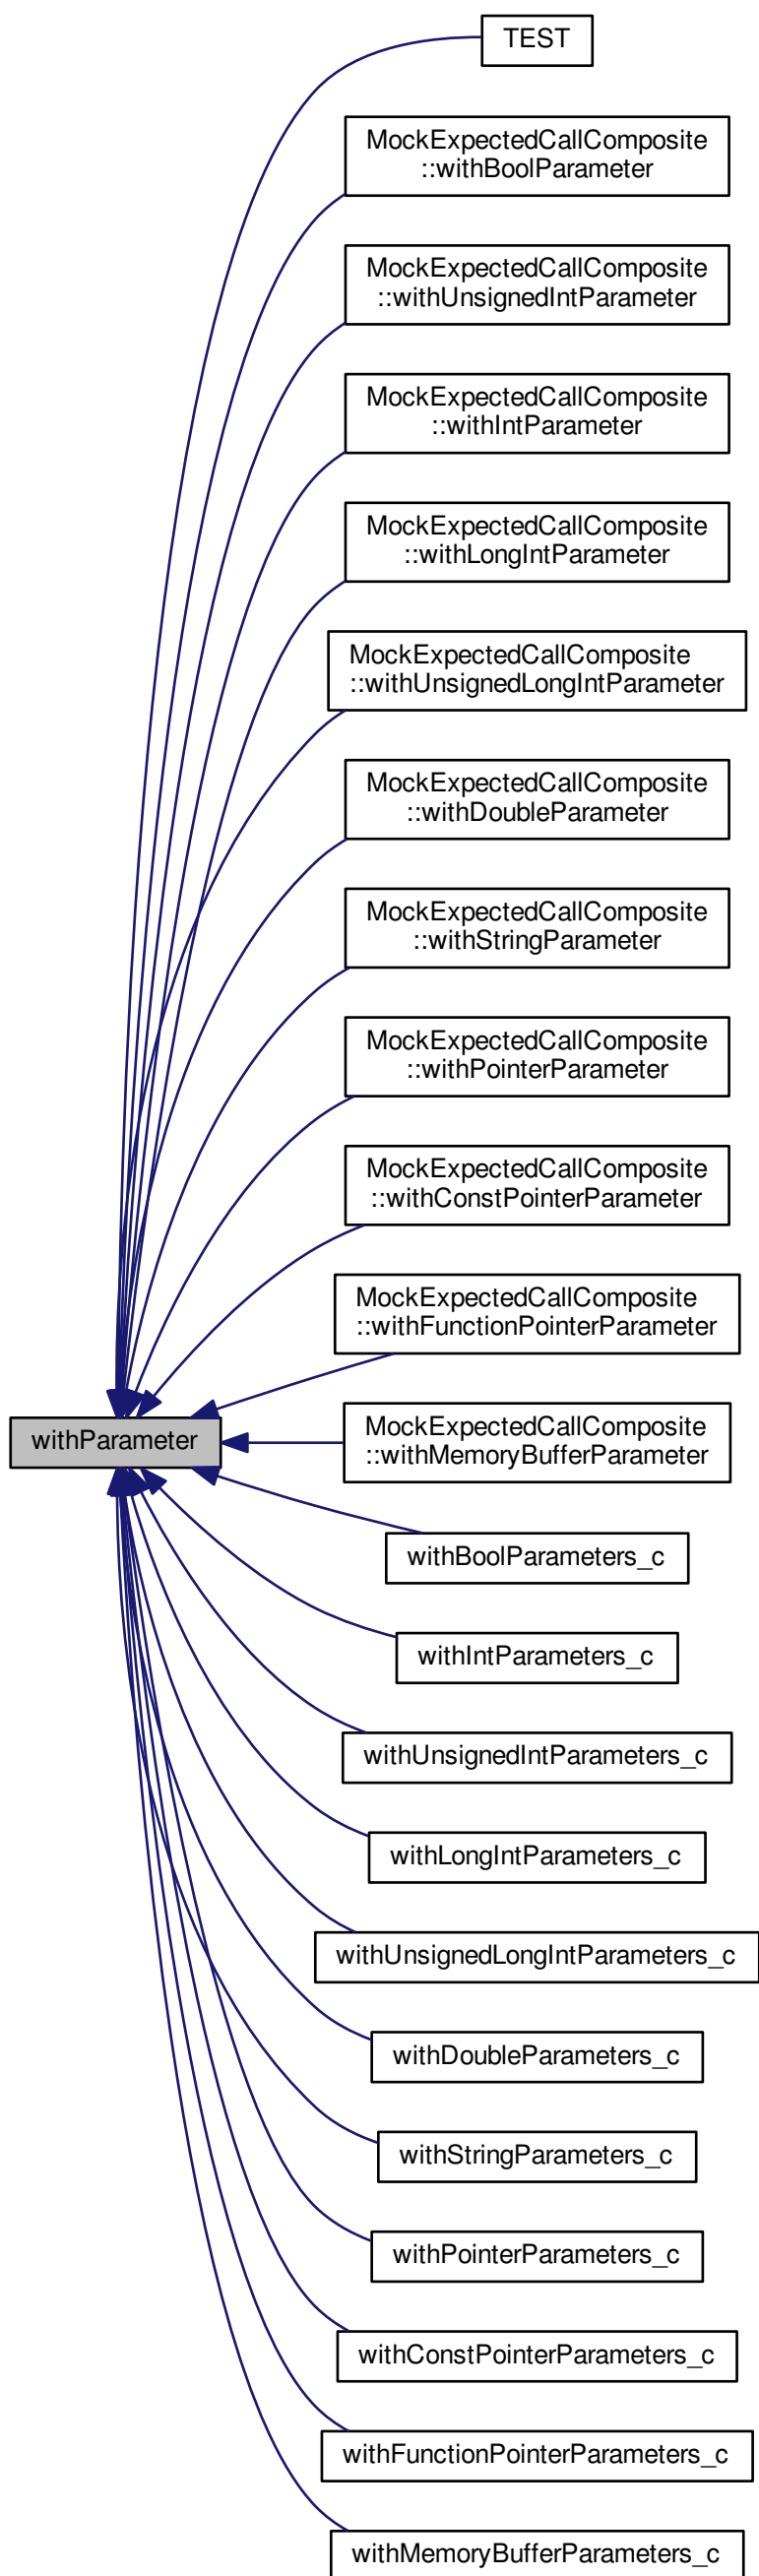 TEST
MockExpectedCallComposite
::withBoolParameter
MockExpectedCallComposite
::withUnsignedIntParameter
MockExpectedCallComposite
::withIntParameter
MockExpectedCallComposite
::withLongIntParameter
MockExpectedCallComposite
::withUnsignedLongIntParameter
MockExpectedCallComposite
::withDoubleParameter
MockExpectedCallComposite
::withStringParameter
MockExpectedCallComposite
::withPointerParameter
MockExpectedCallComposite
::withConstPointerParameter
MockExpectedCallComposite
::withFunctionPointerParameter
withParameter
MockExpectedCallComposite
::withMemoryBufferParameter
withBoolParameters_c
withIntParameters_c
withUnsignedIntParameters_c
withLongIntParameters_c
withUnsignedLongIntParameters_c
withDoubleParameters_c
withStringParameters_c
withPointerParameters_c
withConstPointerParameters_c
withFunctionPointerParameters_c
withMemoryBufferParameters_c